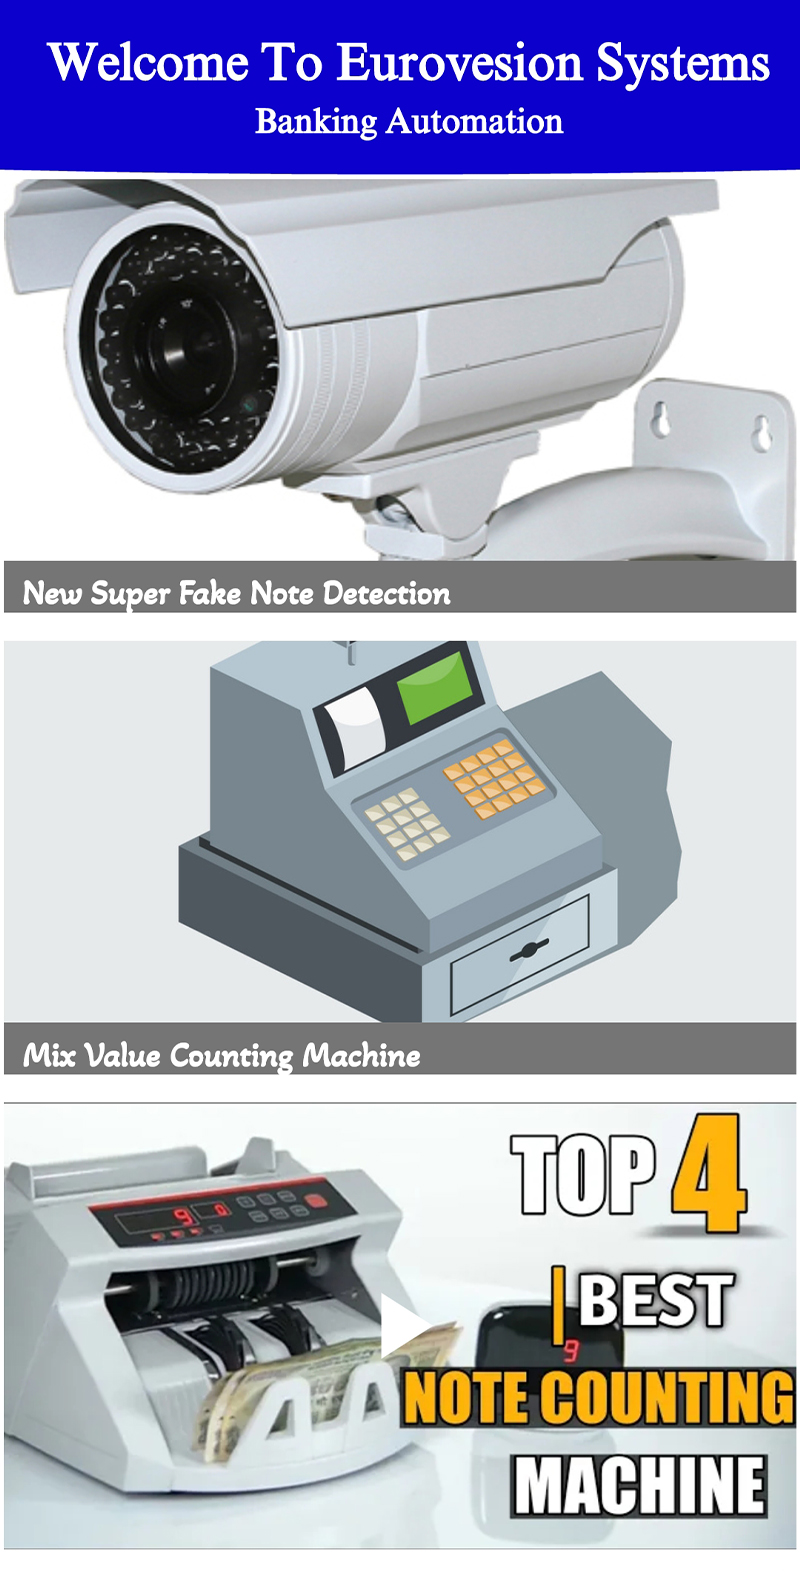 Welcome To Eurovesion Systems
Banking Automation
New Super Fake Note Detection
Mix Value Counting Machine
TOP 4
BEST
9 0
9
NOTE COUNTING
MACHINE